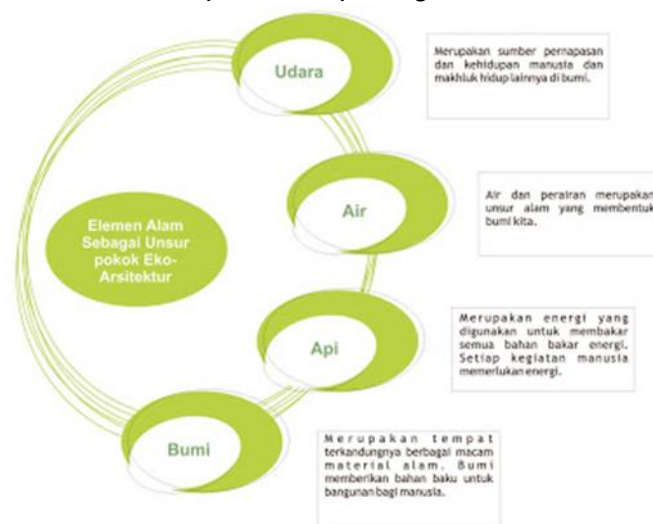 Udara
Merupakan sumber pernapasan
dan kehidupan manusia dan
makhluk hidup lainnya di bumi.
Elemen Alam
Sebagai Unsur
pokok Eko-
Arsitektur
Air
Air dan perairan merupakan
unsur alam yang membentuk
bumi kita.
Api
Merupakan energi yang
digunakan untuk membakar
semua bahan bakar energi.
Setiap kegiatan manusia
memerlukan energi.
Bumi
Merupakan tempat
terkandungnya berbagai macam
material alam. Bumi
memberikan bahan baku untuk
bangunan bagi manusia.